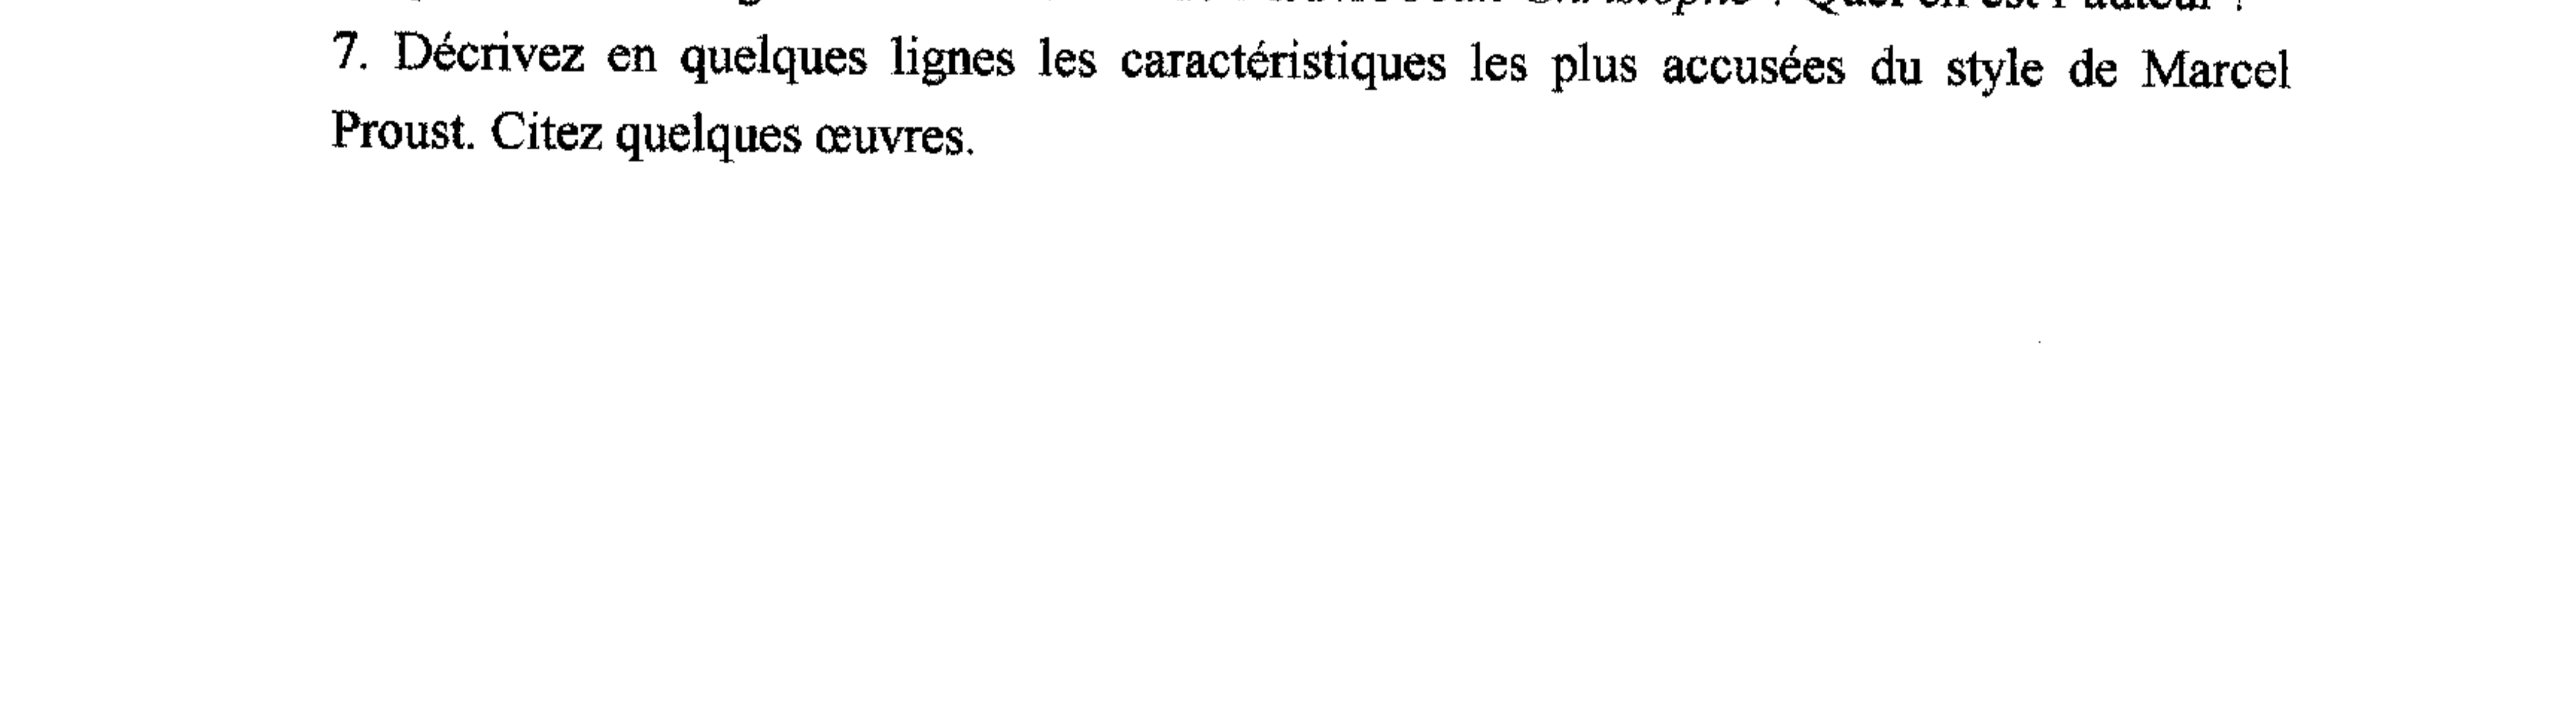 Quel en est l'auteur ?
7. Décrivez en quelques lignes les caractéristiques les plus accusées du style de Marcel
Proust. Citez quelques œuvres.